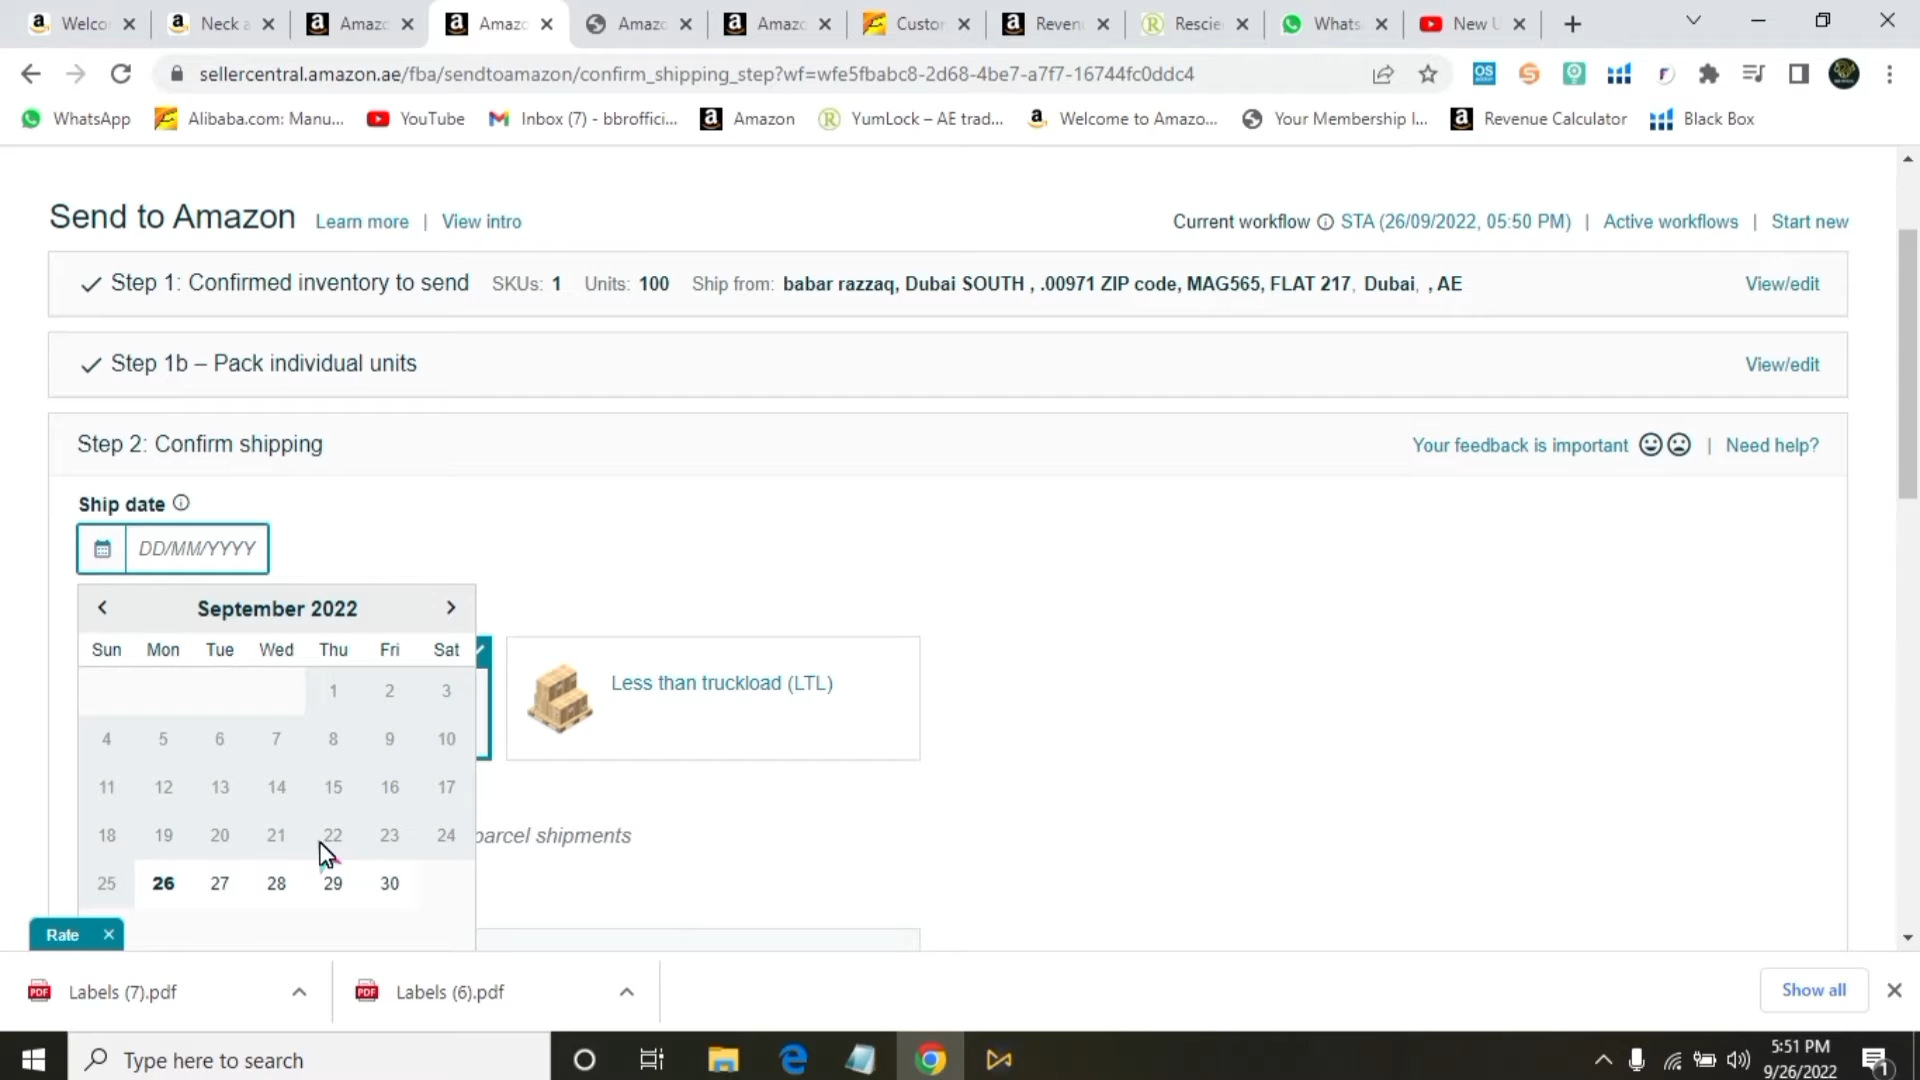 Welco
Neck a
Amazo
Amazo
Amazo
Amazo
Custor
Reven
Rescie
Whats
New U
sellercentral.amazon.ae/fba/sendtoamazon/confirm_shipping_step?wf=wfe5fbabc8-2d68-4be7-a7f7-16744fc0ddc4
WhatsApp
Alibaba.com: Manu...
YouTube
Inbox (7) - bbroffici...
Amazon
YumLock – AE trad...
Welcome to Amazo...
Your Membership I...
Revenue Calculator
Black Box
Send to Amazon Learn more | View intro
Current workflow STA (26/09/2022, 05:50 PM) | Active workflows | Start new
Step 1: Confirmed inventory to send SKUs: 1 Units: 100 Ship from: babar razzaq, Dubai SOUTH , .00971 ZIP code, MAG565, FLAT 217, Dubai, , AE View/edit
Step 1b – Pack individual units View/edit
Step 2: Confirm shipping Your feedback is important | Need help?
Ship date
DD/MM/YYYY
September 2022
Sun Mon Tue Wed Thu Fri Sat
1 2 3
4 5 6 7 8 9 10
11 12 13 14 15 16 17
18 19 20 21 22 23 24
25 26 27 28 29 30
Less than truckload (LTL)
parcel shipments
Rate
Labels (7).pdf
Labels (6).pdf
Show all
Type here to search
5:51 PM
9/26/2022
1